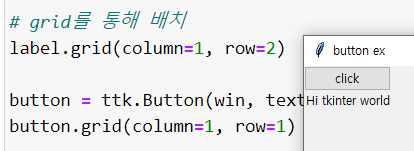 # grid를 통해 배치
label.grid(column=1, row=2)
button = ttk.Button(win, text
button.grid(column=1, row=1)
button ex
click
Hi tkinter world